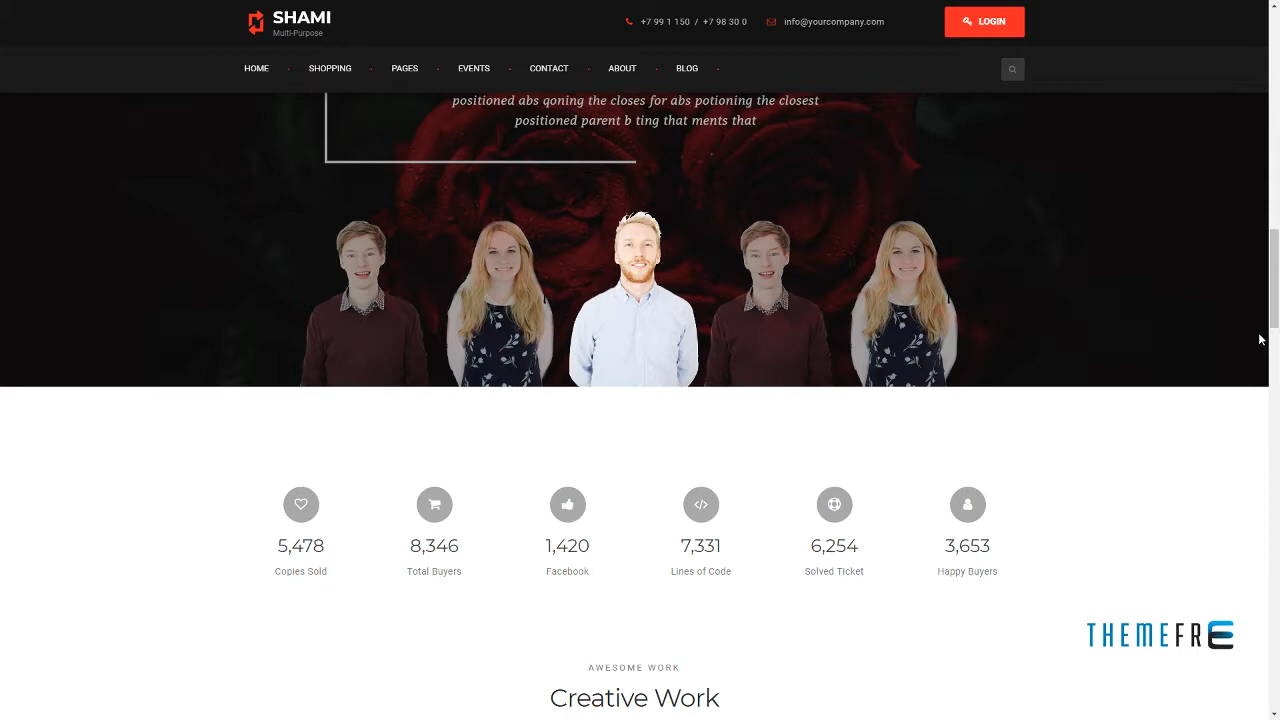 SHAMI
Multi-Purpose
+7 99 1 150 / +7 98 30 0
info@yourcompany.com
LOGIN
HOME
SHOPPING
PAGES
EVENTS
CONTACT
ABOUT
BLOG
positioned abs qoning the closes for abs potioning the closest
positioned parent b ting that ments that
5,478
Copies Sold
8,346
Total Buyers
1,420
Facebook
7,331
Lines of Code
6,254
Solved Ticket
3,653
Happy Buyers
THEMEFRE
AWESOME WORK
Creative Work